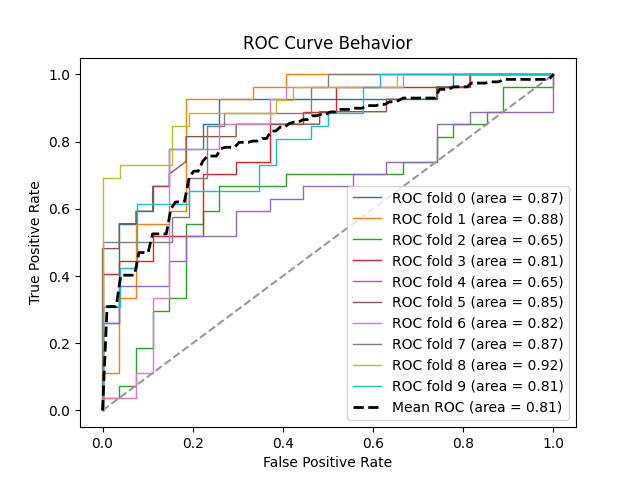 ROC Curve Behavior
True Positive Rate
1.0
0.8
0.6
0.4
0.2
0.0
ROC fold 0 (area = 0.87)
ROC fold 1 (area = 0.88)
ROC fold 2 (area = 0.65)
ROC fold 3 (area = 0.81)
ROC fold 4 (area = 0.65)
ROC fold 5 (area = 0.85)
ROC fold 6 (area = 0.82)
ROC fold 7 (area = 0.87)
ROC fold 8 (area = 0.92)
ROC fold 9 (area = 0.81)
Mean ROC (area = 0.81)
0.0 0.2 0.4 0.6 0.8 1.0
False Positive Rate